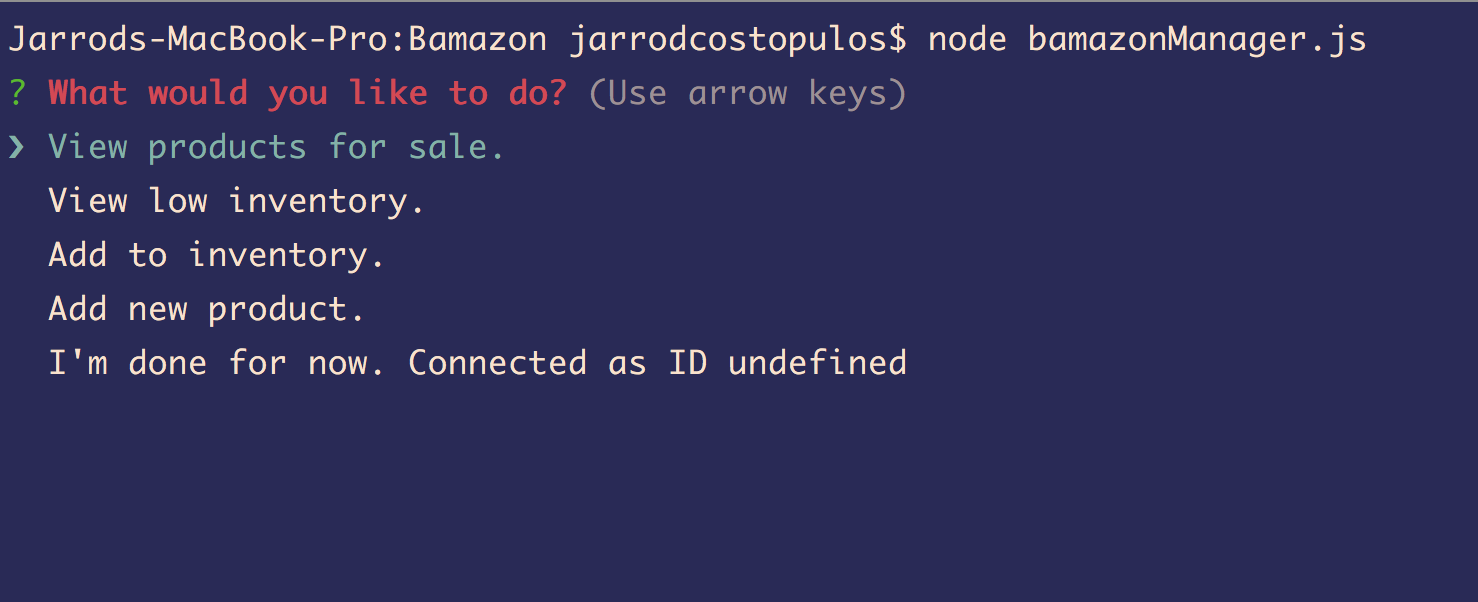 Jarrods-MacBook-Pro:Bamazon jarrodcostopulos$ node bamazonManager.js
? What would you like to do? (Use arrow keys)
❯ View products for sale.
View low inventory.
Add to inventory.
Add new product.
I'm done for now. Connected as ID undefined